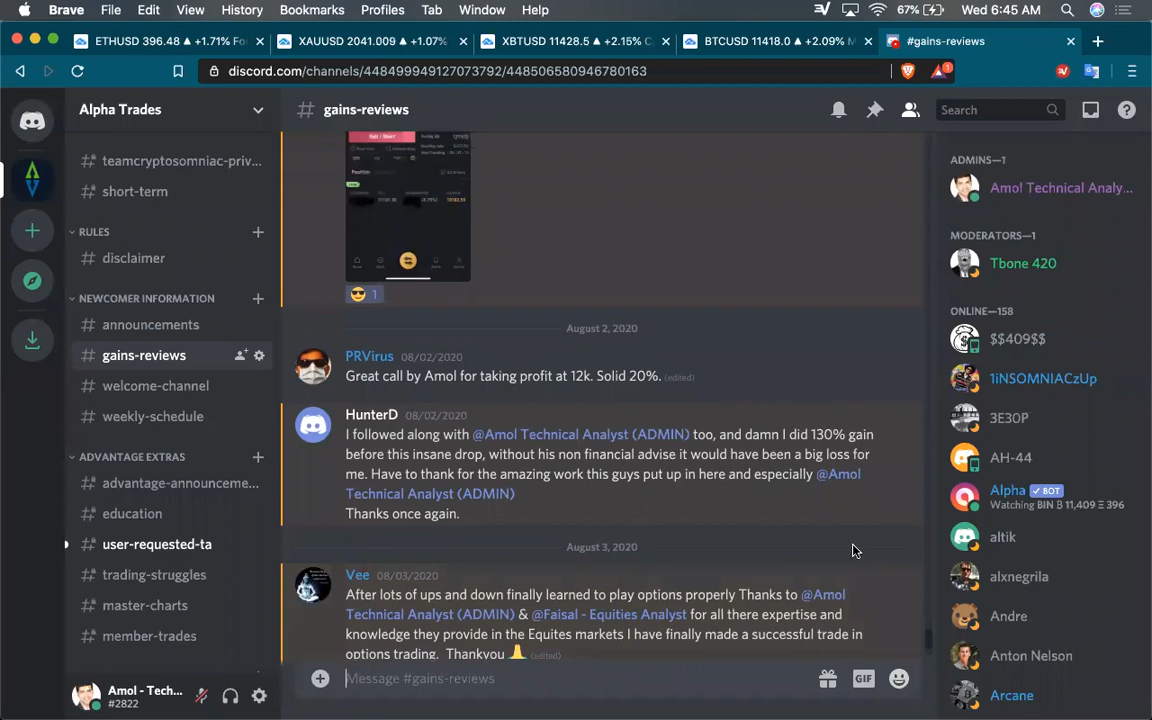 Brave File Edit View History Bookmarks Profiles Tab Window Help 67% Wed 6:45 AM
ETHUSD 396.48 ▲ +1.71% Fo XAUUSD 2041.009 ▲ +1.07% XBTUSD 11428.5 ▲ +2.15% C BTCUSD 11418.0 ▲ +2.09% M #gains-reviews
discord.com/channels/448499949127073792/448506580946780163 1
Alpha Trades
# gains-reviews
Search
teamcryptosomniac-priv...
short-term
RULES
disclaimer
NEWCOMER INFORMATION
announcements
gains-reviews
welcome-channel
weekly-schedule
ADVANTAGE EXTRAS
advantage-announceme...
education
user-requested-ta
trading-struggles
master-charts
member-trades
Amol - Tech...
#2822
😎 1
August 2, 2020
PRVirus 08/02/2020
Great call by Amol for taking profit at 12k. Solid 20%. (edited)
HunterD 08/02/2020
I followed along with @Amol Technical Analyst (ADMIN) too, and damn I did 130% gain
before this insane drop, without his non financial advise it would have been a big loss for
me. Have to thank for the amazing work this guys put up in here and especially @Amol
Technical Analyst (ADMIN)
Thanks once again.
August 3, 2020
Vee 08/03/2020
After lots of ups and down finally learned to play options properly Thanks to @Amol
Technical Analyst (ADMIN) & @Faisal - Equities Analyst for all there expertise and
knowledge they provide in the Equites markets I have finally made a successful trade in
options trading. Thankyou 🙏 (edited)
Message #gains-reviews
GIF
ADMINS—1
Amol Technical Analy...
MODERATORS—1
Tbone 420
ONLINE—158
$$409$$
1iNSOMNIACzUp
3E30P
AH-44
Alpha ✓ BOT
Watching BIN B 11,409 Ξ 396
altik
alxnegrila
Andre
Anton Nelson
Arcane